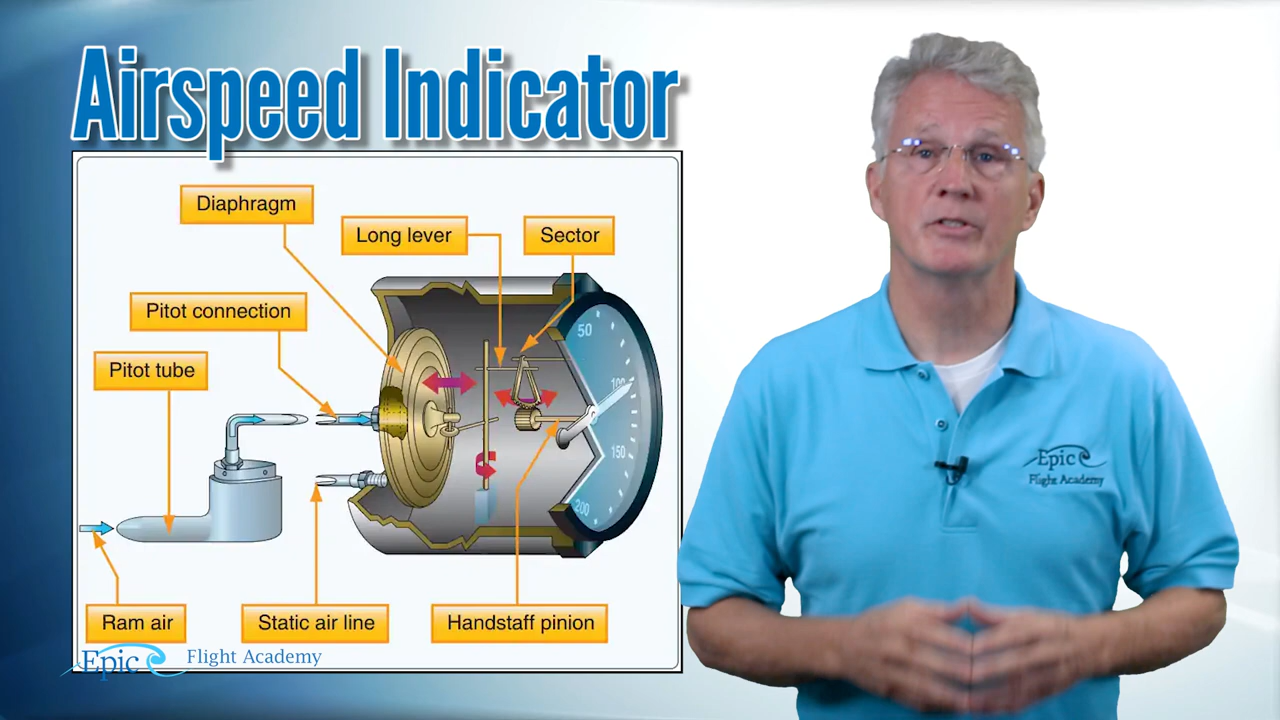 Airspeed Indicator
Diaphragm
Long lever
Sector
Pitot connection
Pitot tube
50
100
150
200
Ram air
Static air line
Handstaff pinion
Epic Flight Academy
Epic
Flight Academy